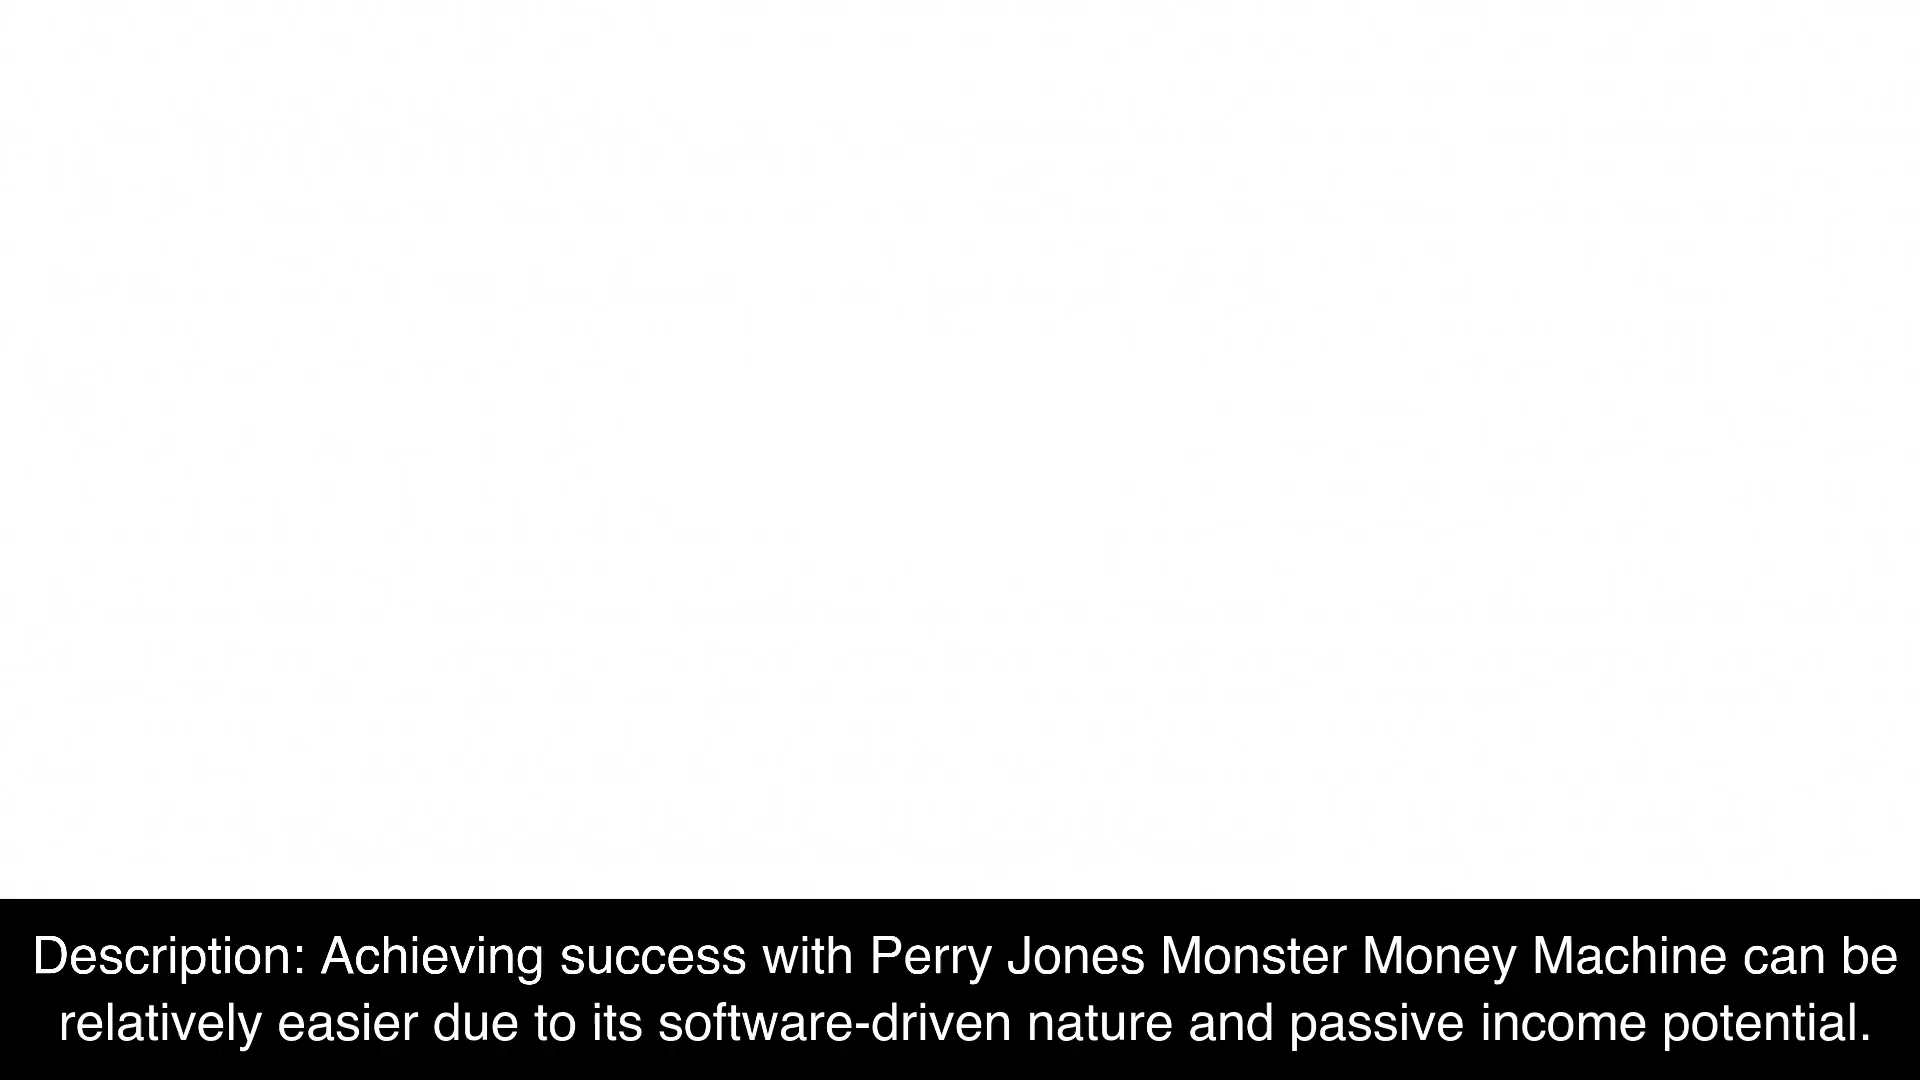 Description: Achieving success with Perry Jones Monster Money Machine can be
relatively easier due to its software-driven nature and passive income potential.